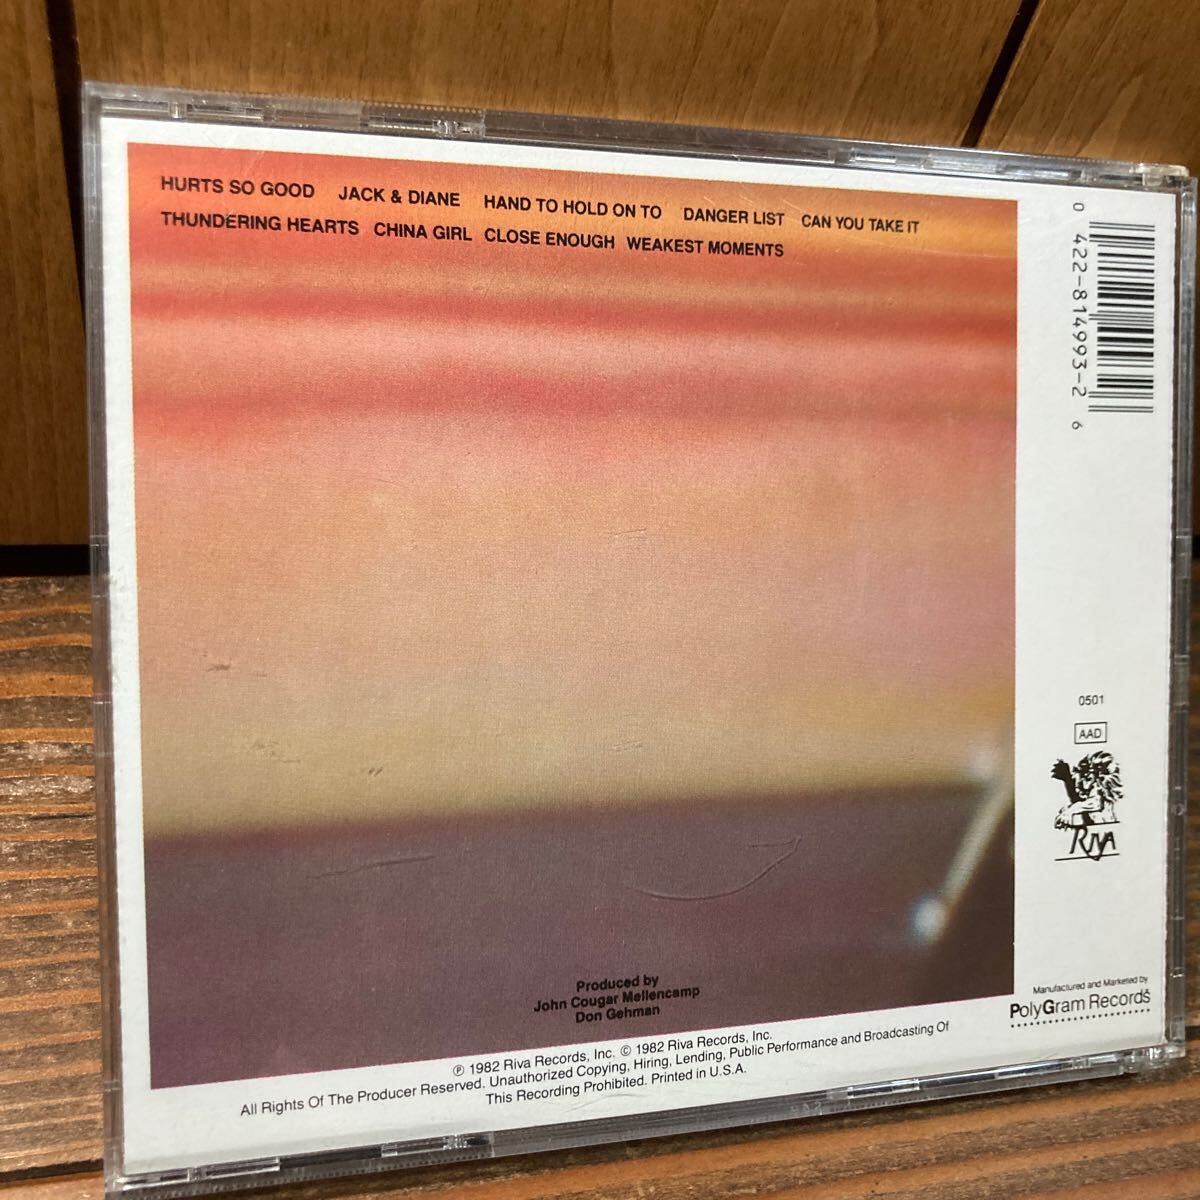 HURTS SO GOOD JACK & DIANE HAND TO HOLD ON TO DANGER LIST CAN YOU TAKE IT
THUNDERING HEARTS CHINA GIRL CLOSE ENOUGH WEAKEST MOMENTS
0 422-814993-2 6
0501
AAD
RIVA
Produced by
John Cougar Mellencamp
Don Gehman
Manufactured and Marketed by
PolyGram Records
℗ 1982 Riva Records, Inc. © 1982 Riva Records, Inc.
All Rights Of The Producer Reserved. Unauthorized Copying, Hiring, Lending, Public Performance and Broadcasting Of
This Recording Prohibited. Printed in U.S.A.